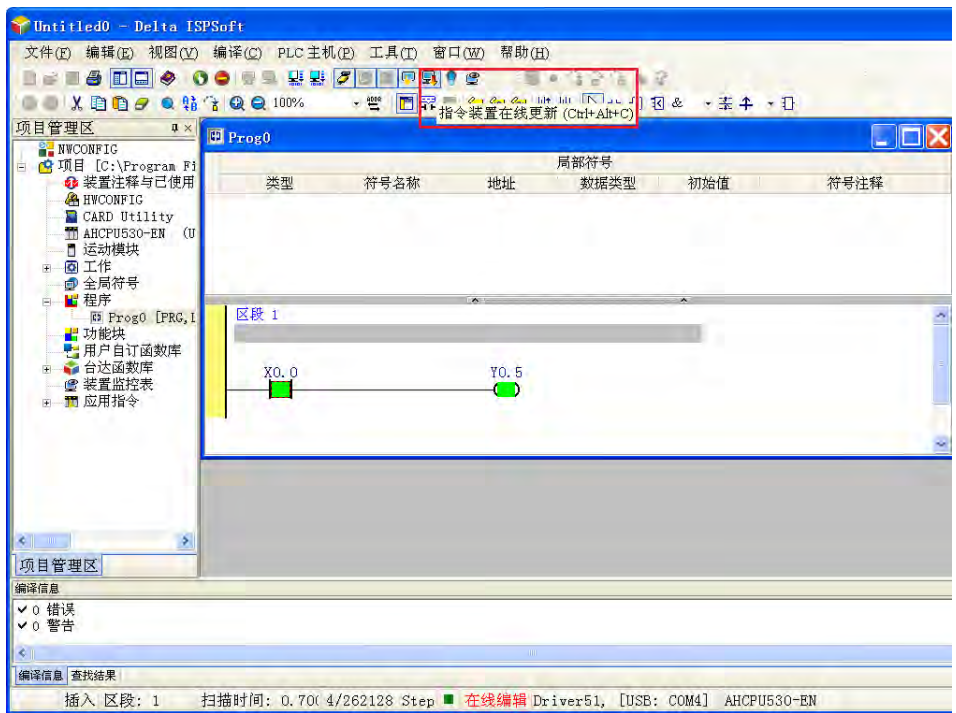 Untitled0 - Delta ISPSoft
文件(F) 编辑(E) 视图(V) 编译(C) PLC 主机(P) 工具(T) 窗口(W) 帮助(H)
100%
指令装置在线更新 (Ctrl+Alt+C)
项目管理区
NWCONFIG
项目 [C:\Program Fi
装置注释与已使用
HWCONFIG
CARD Utility
AHCPU530-EN (U
运动模块
工作
全局符号
程序
Prog0 [PRG,L
功能块
用户自订函数库
台达函数库
装置监控表
应用指令
项目管理区
Prog0
局部符号
类型 符号名称 地址 数据类型 初始值 符号注释
区段 1
X0.0 Y0.5
编译信息
0 错误
0 警告
编译信息 查找结果
插入 区段: 1 扫描时间: 0.70( 4/262128 Step 在线编辑 Driver51, [USB: COM4] AHCPU530-EN